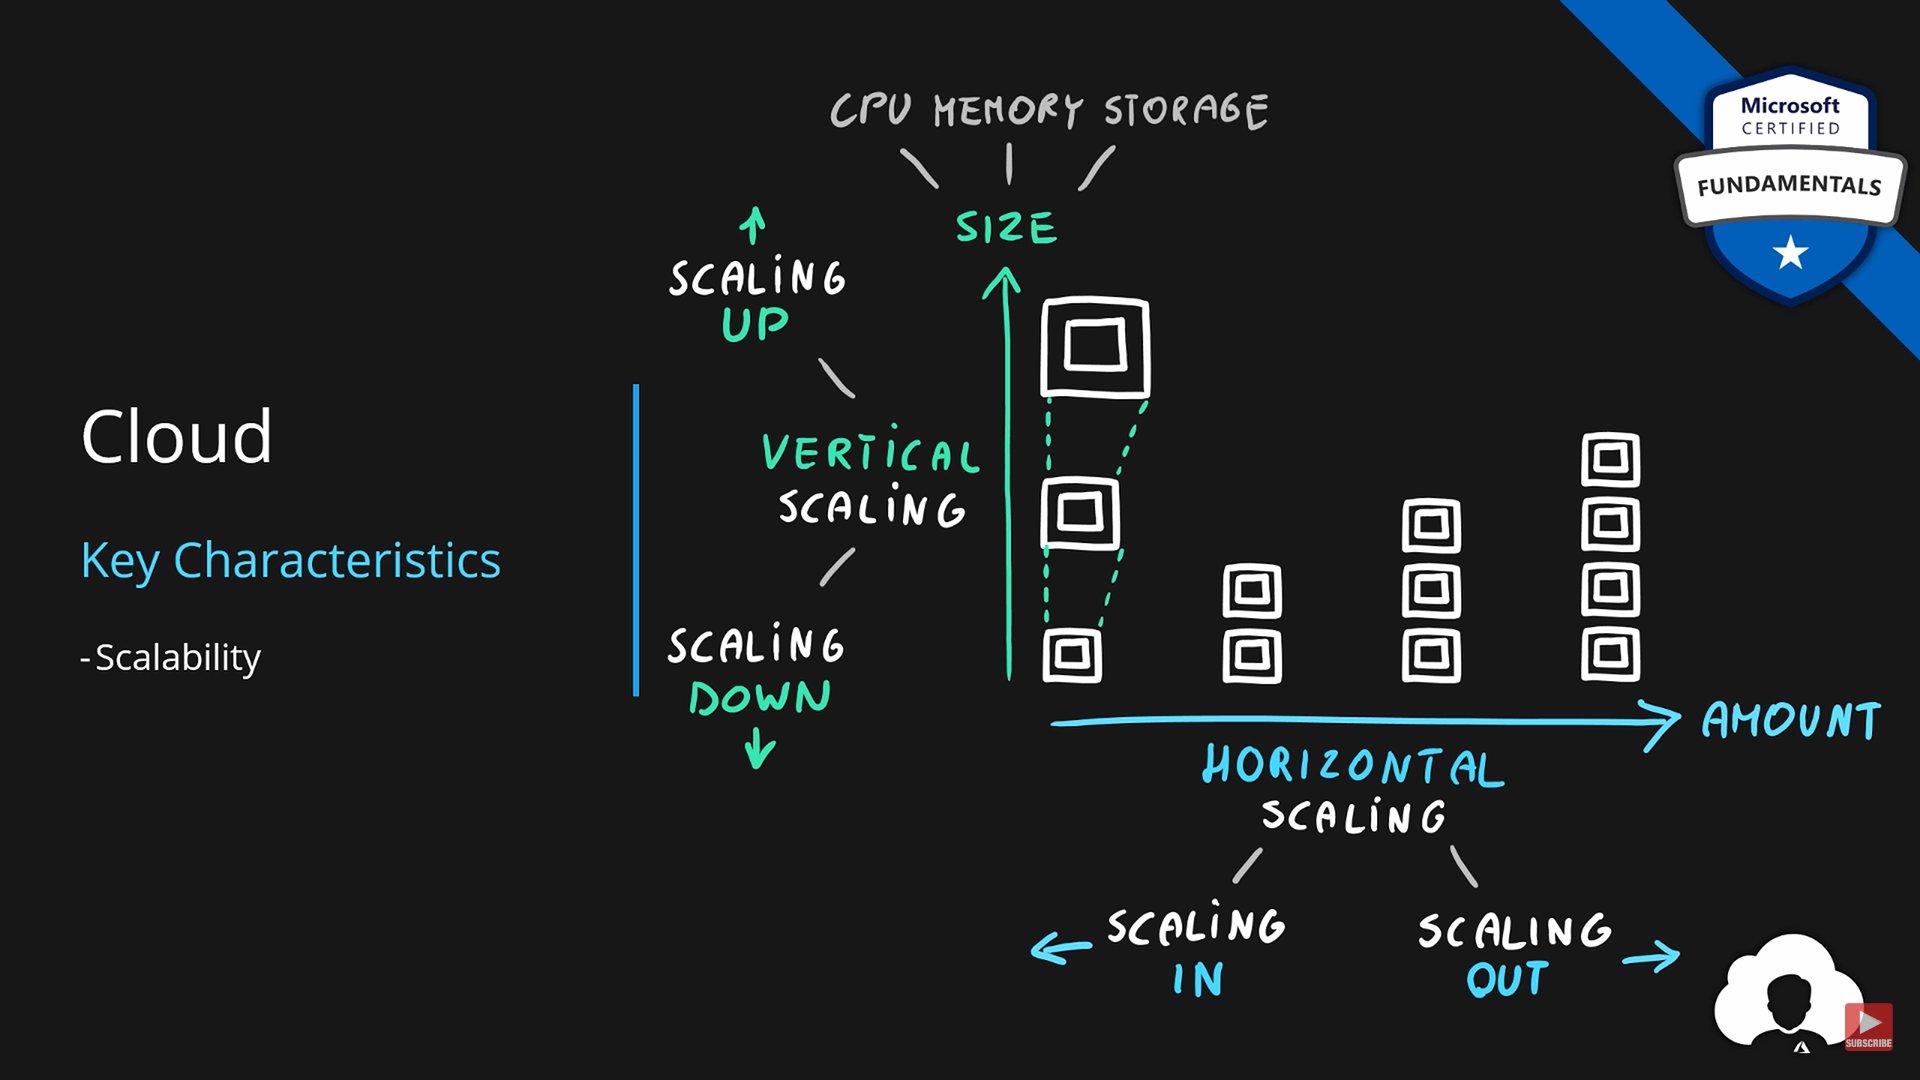 Cloud
Key Characteristics
-Scalability
CPU MEMORY STORAGE
SIZE
SCALING
UP
VERTICAL
SCALING
SCALING
DOWN
AMOUNT
HORIZONTAL
SCALING
SCALING
IN
SCALING
OUT
Microsoft
CERTIFIED
FUNDAMENTALS
SUBSCRIBE